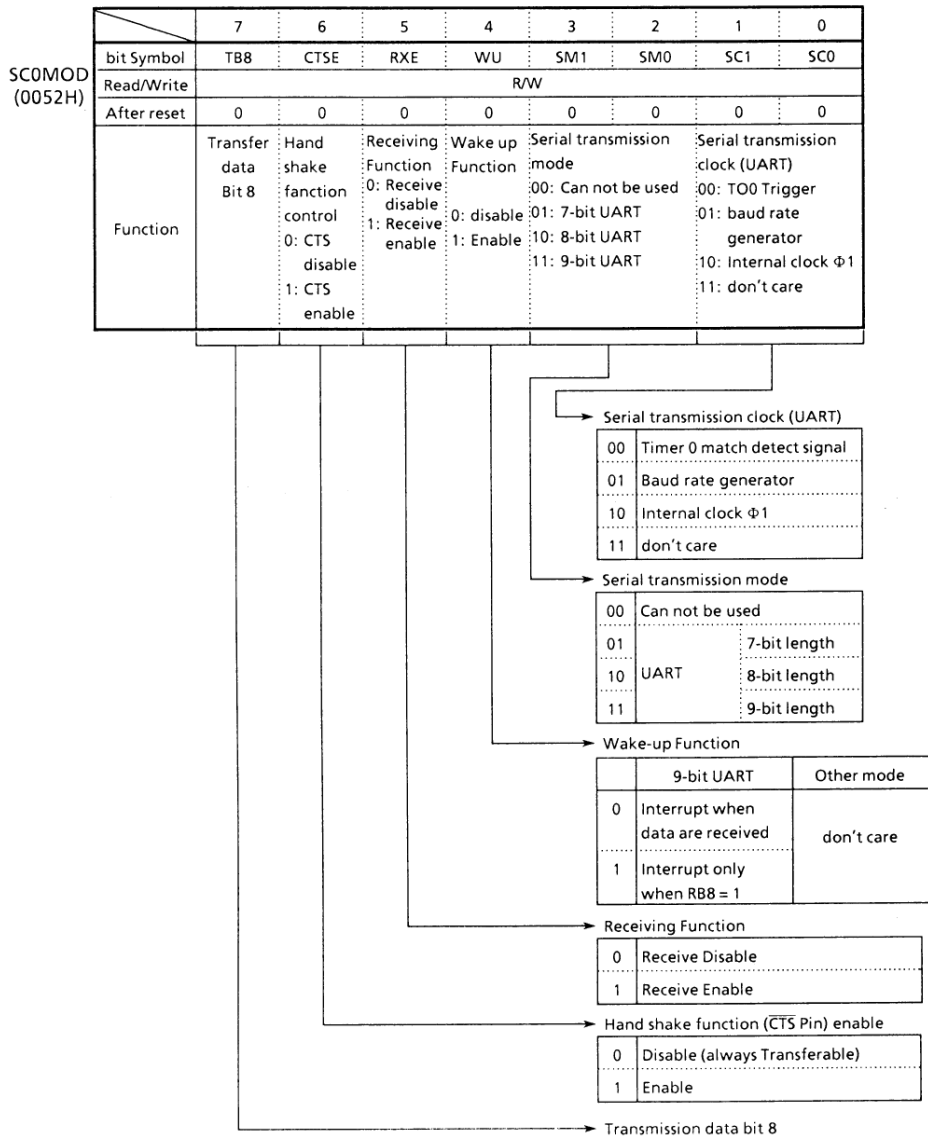 7 6 5 4 3 2 1 0
bit Symbol TB8 CTSE RXE WU SM1 SM0 SC1 SC0
SC0MOD
(0052H)
Read/Write R/W
After reset 0 0 0 0 0 0 0 0
Function
Transfer
data
Bit 8
Hand
shake
fanction
control
0: CTS
disable
1: CTS
enable
Receiving
Function
0: Receive
disable
1: Receive
enable
Wake up
Function
0: disable
1: Enable
Serial transmission
mode
00: Can not be used
01: 7-bit UART
10: 8-bit UART
11: 9-bit UART
Serial transmission
clock (UART)
00: TO0 Trigger
01: baud rate
generator
10: Internal clock Φ1
11: don't care
Serial transmission clock (UART)
00 Timer 0 match detect signal
01 Baud rate generator
10 Internal clock Φ1
11 don't care
Serial transmission mode
00 Can not be used
01 7-bit length
10 UART 8-bit length
11 9-bit length
Wake-up Function
9-bit UART Other mode
0 Interrupt when
data are received
don't care
1 Interrupt only
when RB8 = 1
Receiving Function
0 Receive Disable
1 Receive Enable
Hand shake function (C̅T̅S̅ Pin) enable
0 Disable (always Transferable)
1 Enable
Transmission data bit 8